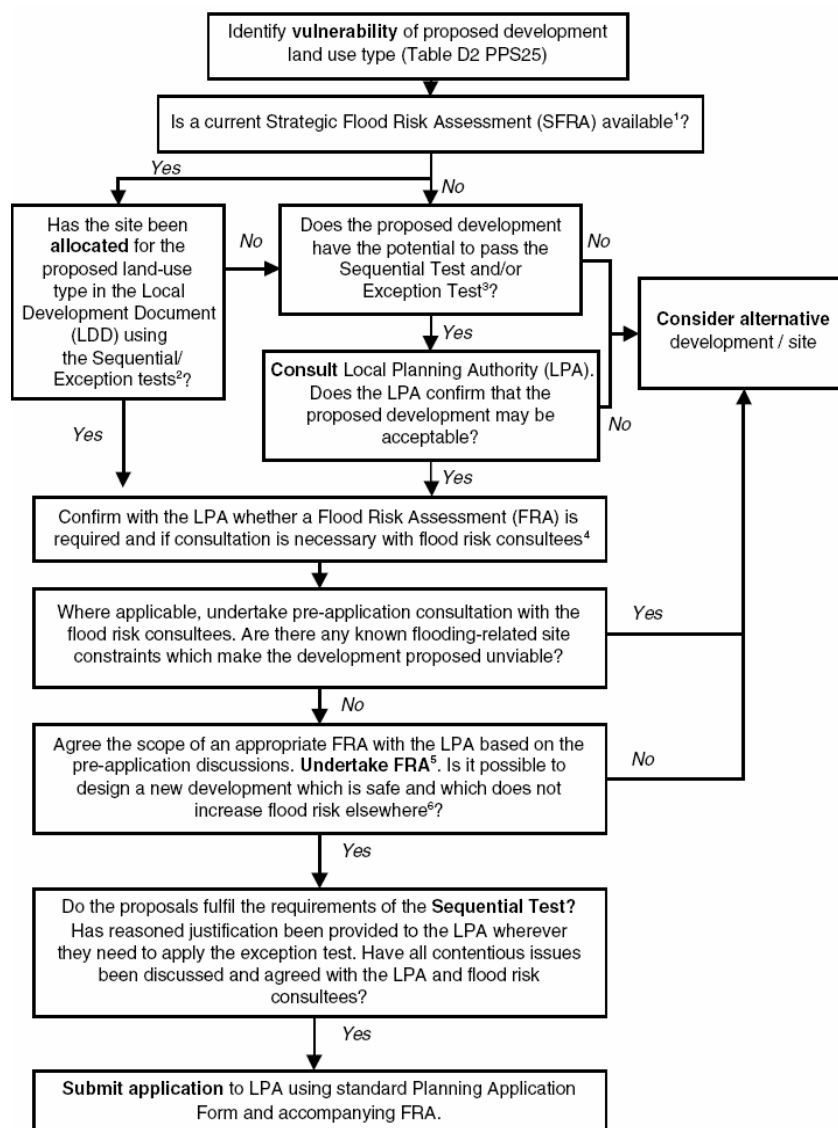 Identify vulnerability of proposed development
land use type (Table D2 PPS25)
Is a current Strategic Flood Risk Assessment (SFRA) available¹?
Yes
No
Has the site been
allocated for the
proposed land-use
type in the Local
Development Document
(LDD) using
the Sequential/
Exception tests²?
No
Does the proposed development
have the potential to pass the
Sequential Test and/or
Exception Test³?
No
Consider alternative
development / site
Yes
Consult Local Planning Authority (LPA).
Does the LPA confirm that the
proposed development may be
acceptable?
No
Yes
Yes
Confirm with the LPA whether a Flood Risk Assessment (FRA) is
required and if consultation is necessary with flood risk consultees⁴
Where applicable, undertake pre-application consultation with the
flood risk consultees. Are there any known flooding-related site
constraints which make the development proposed unviable?
Yes
No
Agree the scope of an appropriate FRA with the LPA based on the
pre-application discussions. Undertake FRA⁵. Is it possible to
design a new development which is safe and which does not
increase flood risk elsewhere⁶?
No
Yes
Do the proposals fulfil the requirements of the Sequential Test?
Has reasoned justification been provided to the LPA wherever
they need to apply the exception test. Have all contentious issues
been discussed and agreed with the LPA and flood risk
consultees?
Yes
Submit application to LPA using standard Planning Application
Form and accompanying FRA.